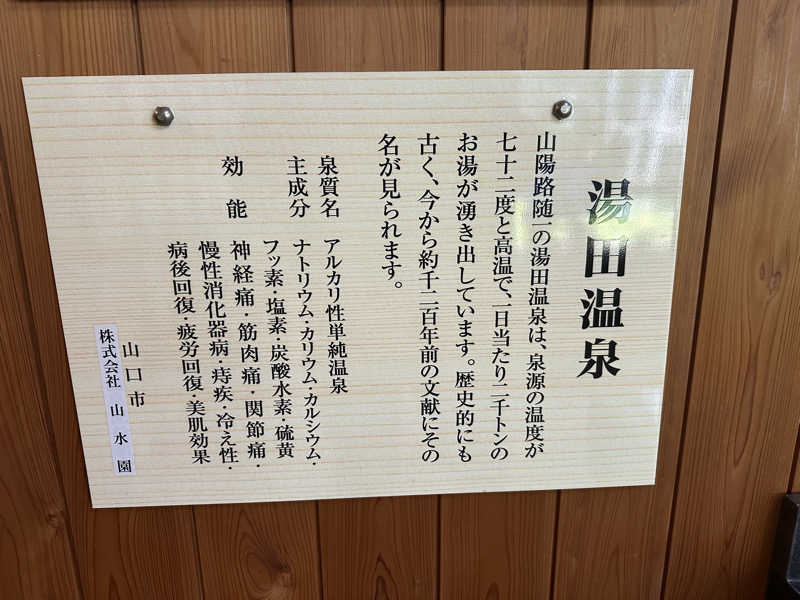 湯田温泉
山陽路随一の湯田温泉は、泉源の温度が
七十二度と高温で、一日当たり二千トンの
お湯が湧き出しています。歴史的にも
古く、今から約千二百年前の文献にその
名が見られます。
泉質名 アルカリ性単純温泉
主成分 ナトリウム・カリウム・カルシウム・
フッ素・塩素・炭酸水素・硫黄
効能 神経痛・筋肉痛・関節痛・
慢性消化器病・痔疾・冷え性・
病後回復・疲労回復・美肌効果
山口市
株式会社 山水園